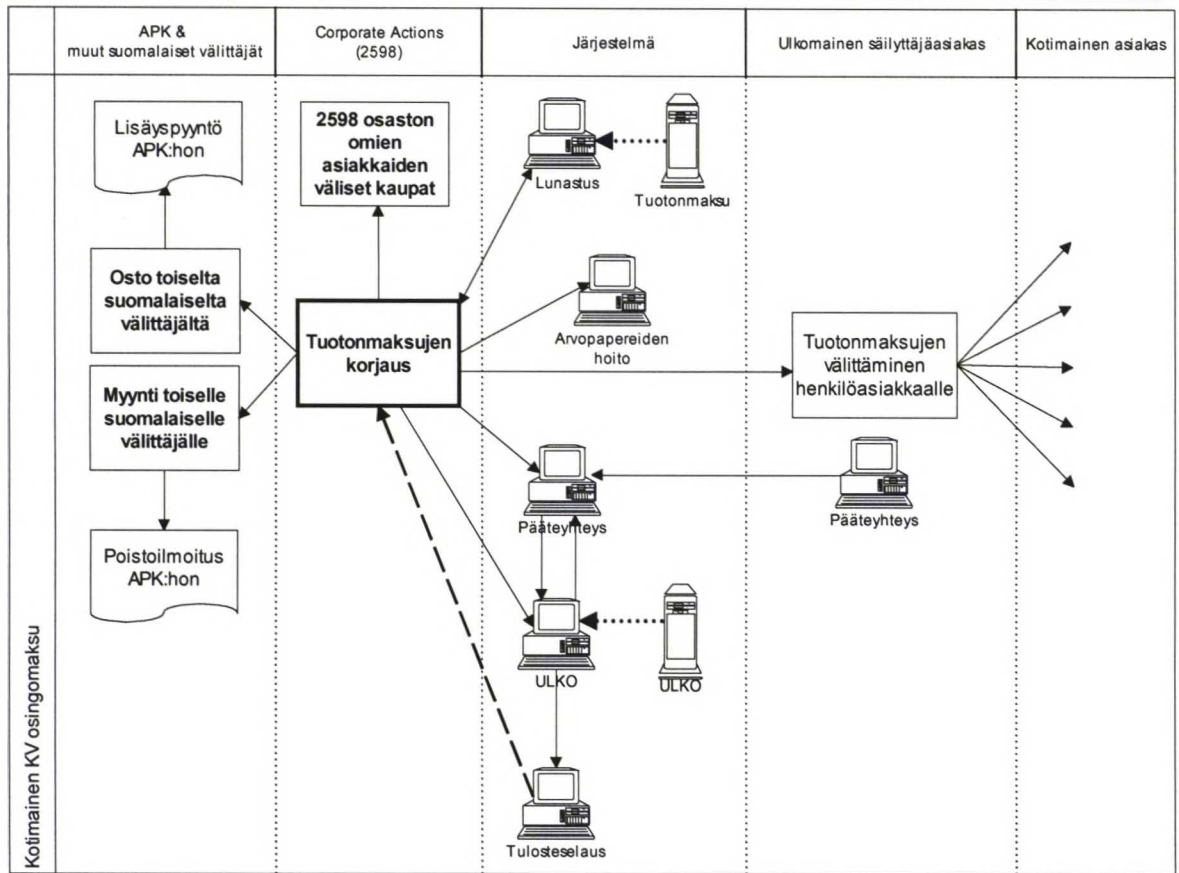 APK &
muut suomalaiset välittäjät
Corporate Actions
(2598)
Järjestelmä
Ulkomainen säilyttäjäasiakas
Kotimainen asiakas
Kotimainen KV osingomaksu
Lisäyspyyntö
APK:hon
Osto toiselta
suomalaiselta
välittäjältä
Myynti toiselle
suomalaiselle
välittäjälle
Poistoilmoitus
APK:hon
2598 osaston
omien
asiakkaiden
väliset kaupat
Tuotonmaksujen
korjaus
Lunastus
Tuotonmaksu
Arvopapereiden
hoito
Pääteyhteys
ULKO
ULKO
Tulosteselaus
Tuotonmaksujen
välittäminen
henkilöasiakkaalle
Pääteyhteys